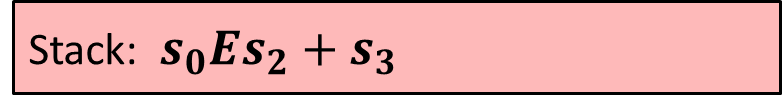 Stack: s₀Es₂ + s₃